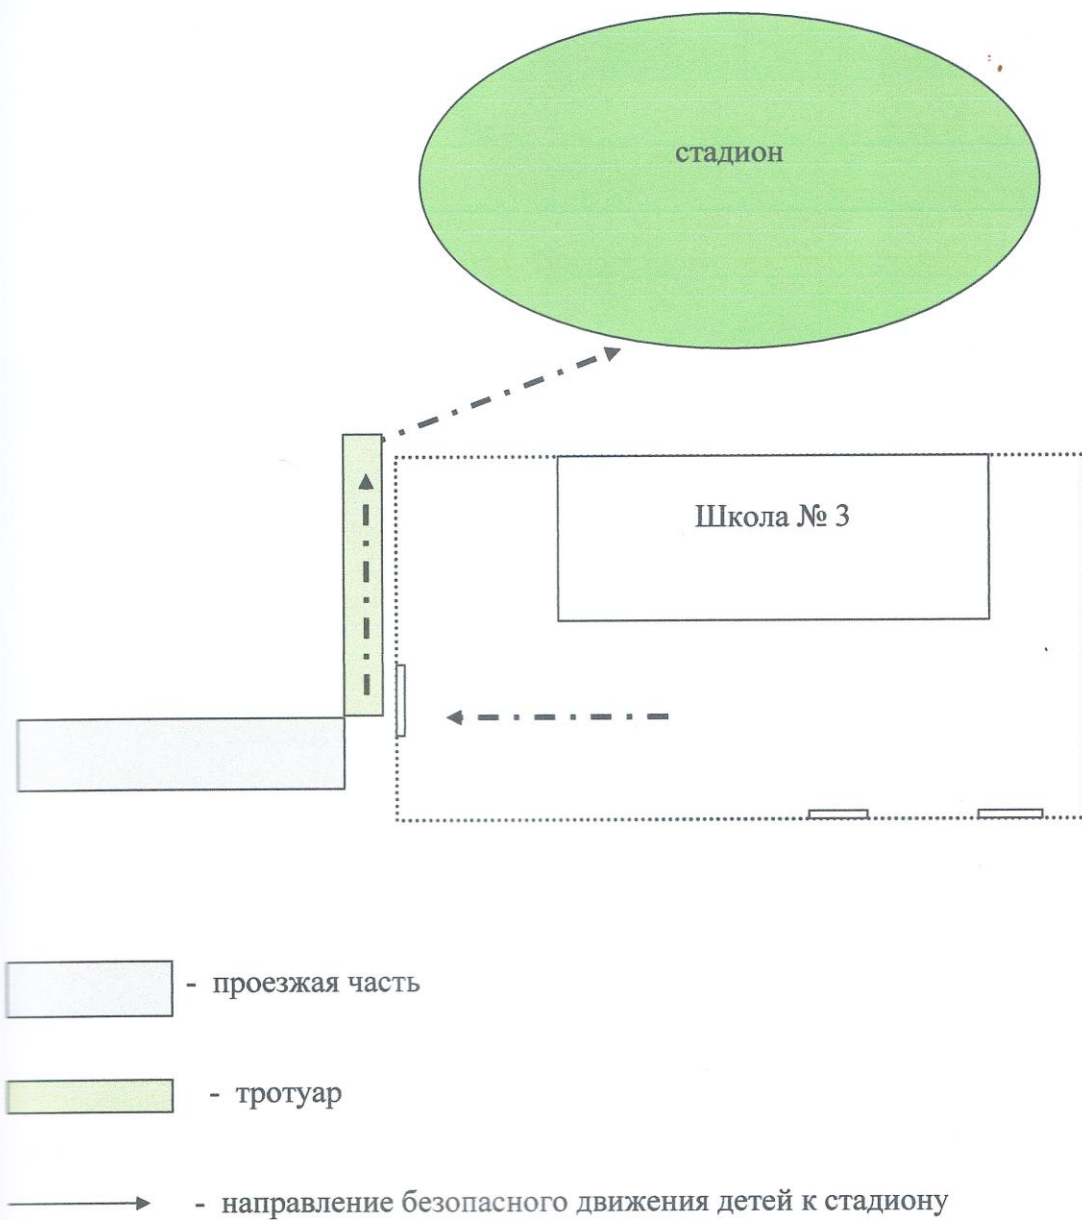 стадион
Школа № 3
- проезжая часть
- тротуар
- направление безопасного движения детей к стадиону